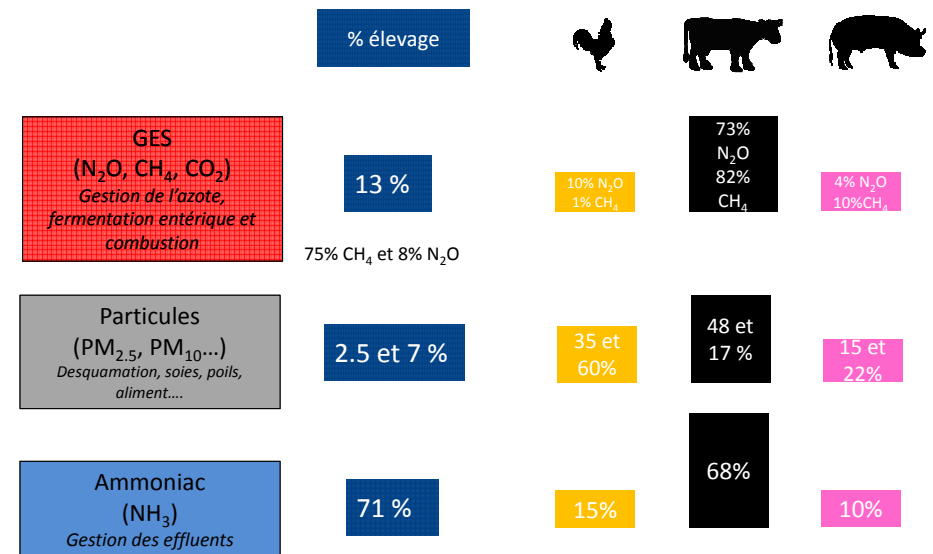 % élevage
GES
(N₂O, CH₄, CO₂)
Gestion de l'azote,
fermentation entérique et
combustion
13 %
75% CH₄ et 8% N₂O
10% N₂O
1% CH₄
73%
N₂O
82%
CH₄
4% N₂O
10%CH₄
Particules
(PM₂.₅, PM₁₀…)
Desquamation, soies, poils,
aliment….
2.5 et 7 %
35 et
60%
48 et
17 %
15 et
22%
Ammoniac
(NH₃)
Gestion des effluents
71 %
15%
68%
10%